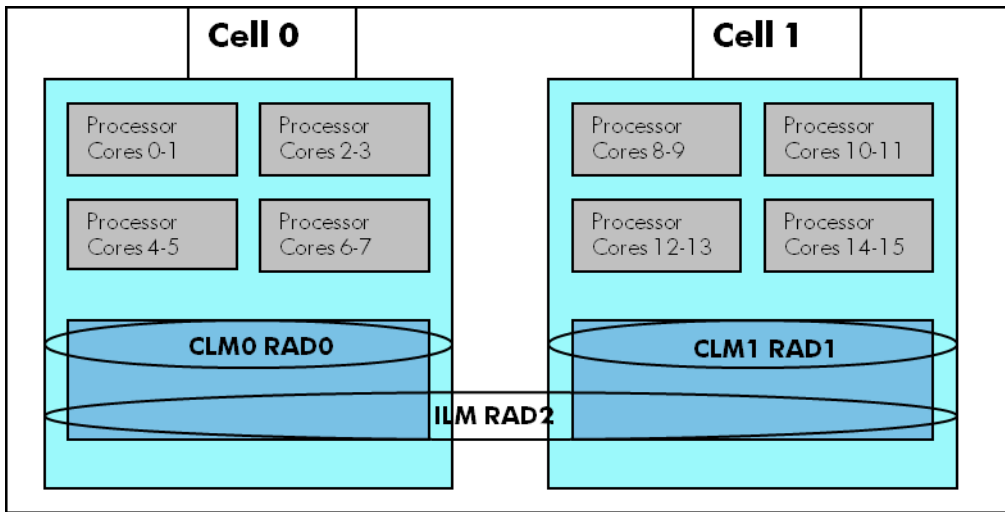 Cell 0
Processor
Cores 0-1
Processor
Cores 2-3
Processor
Cores 4-5
Processor
Cores 6-7
CLM0 RAD0
Cell 1
Processor
Cores 8-9
Processor
Cores 10-11
Processor
Cores 12-13
Processor
Cores 14-15
CLM1 RAD1
ILM RAD2